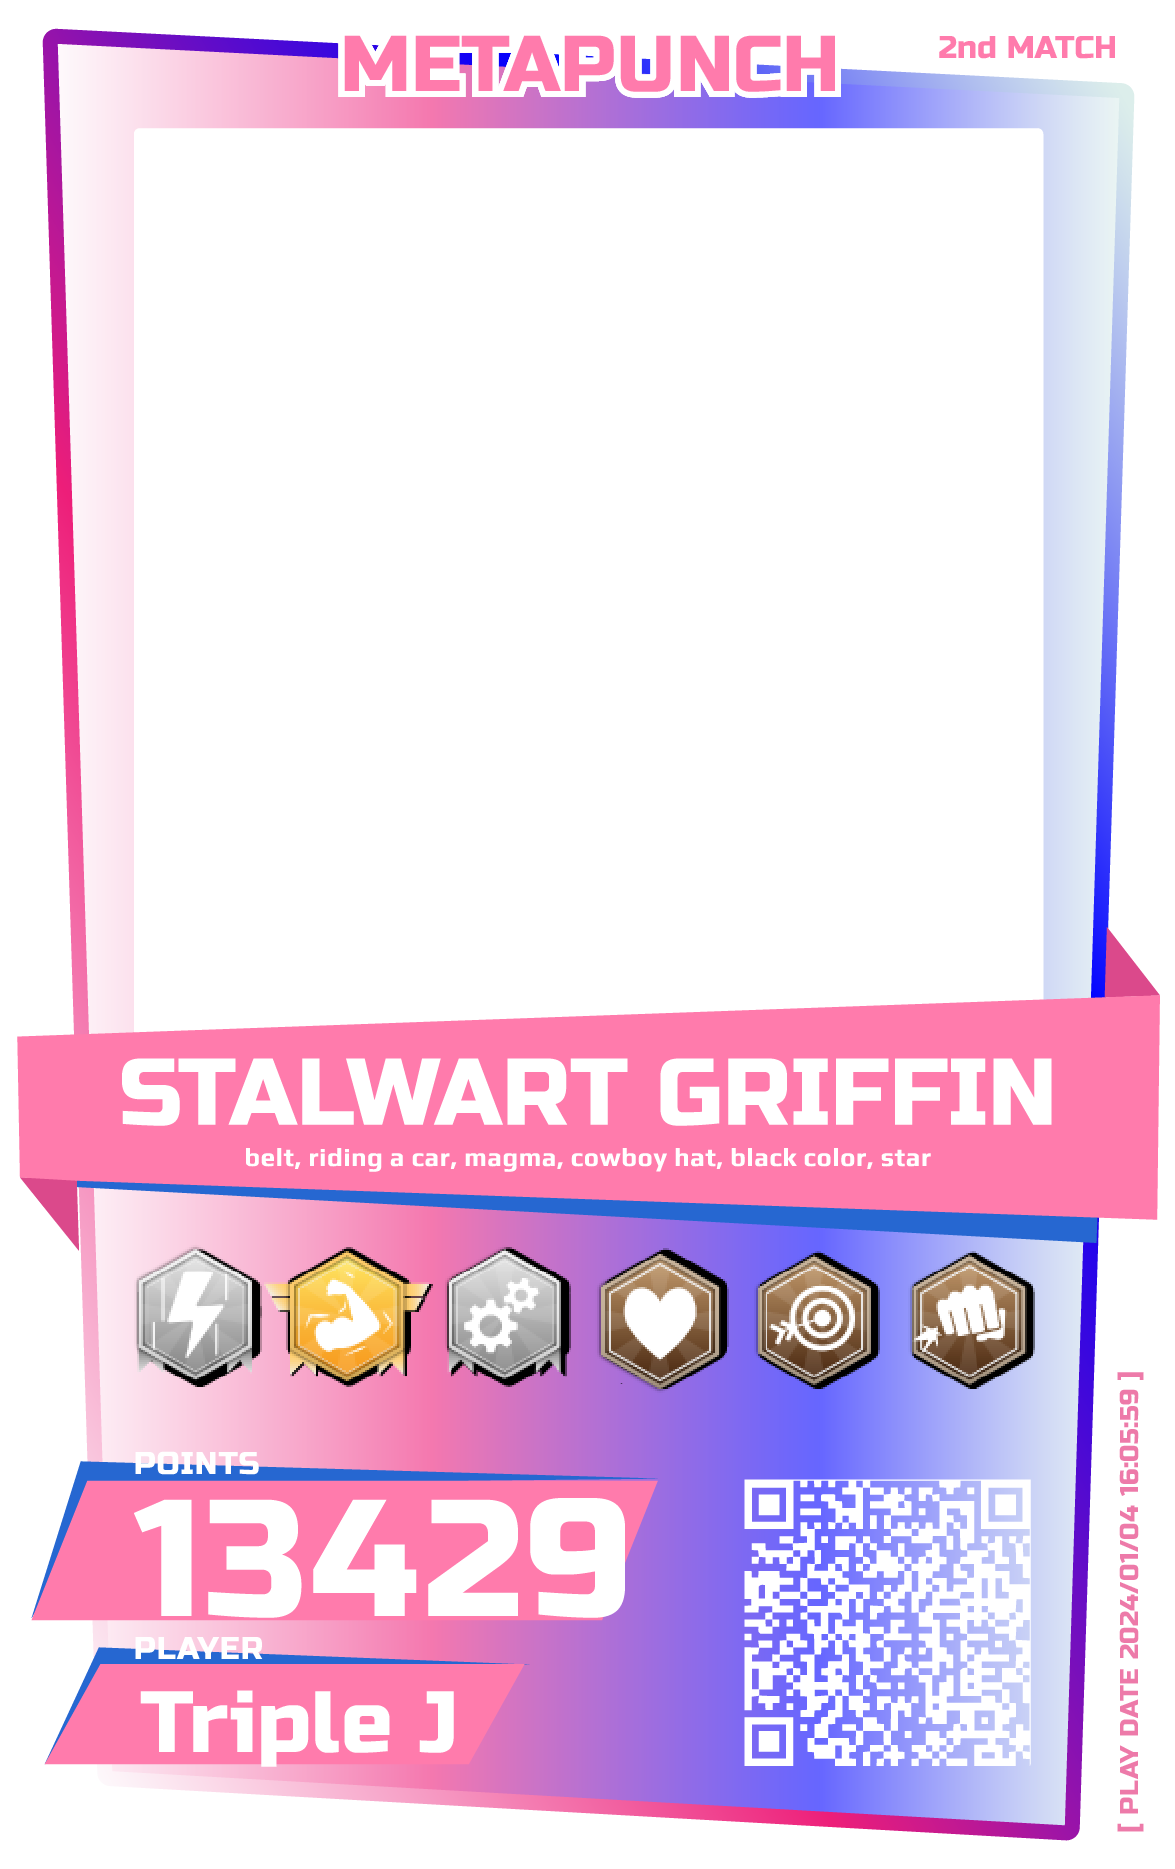 METAPUNCH
2nd MATCH
STALWART GRIFFIN
belt, riding a car, magma, cowboy hat, black color, star
POINTS
13429
PLAYER
Triple J
[ PLAY DATE 2024/01/04 16:05:59 ]